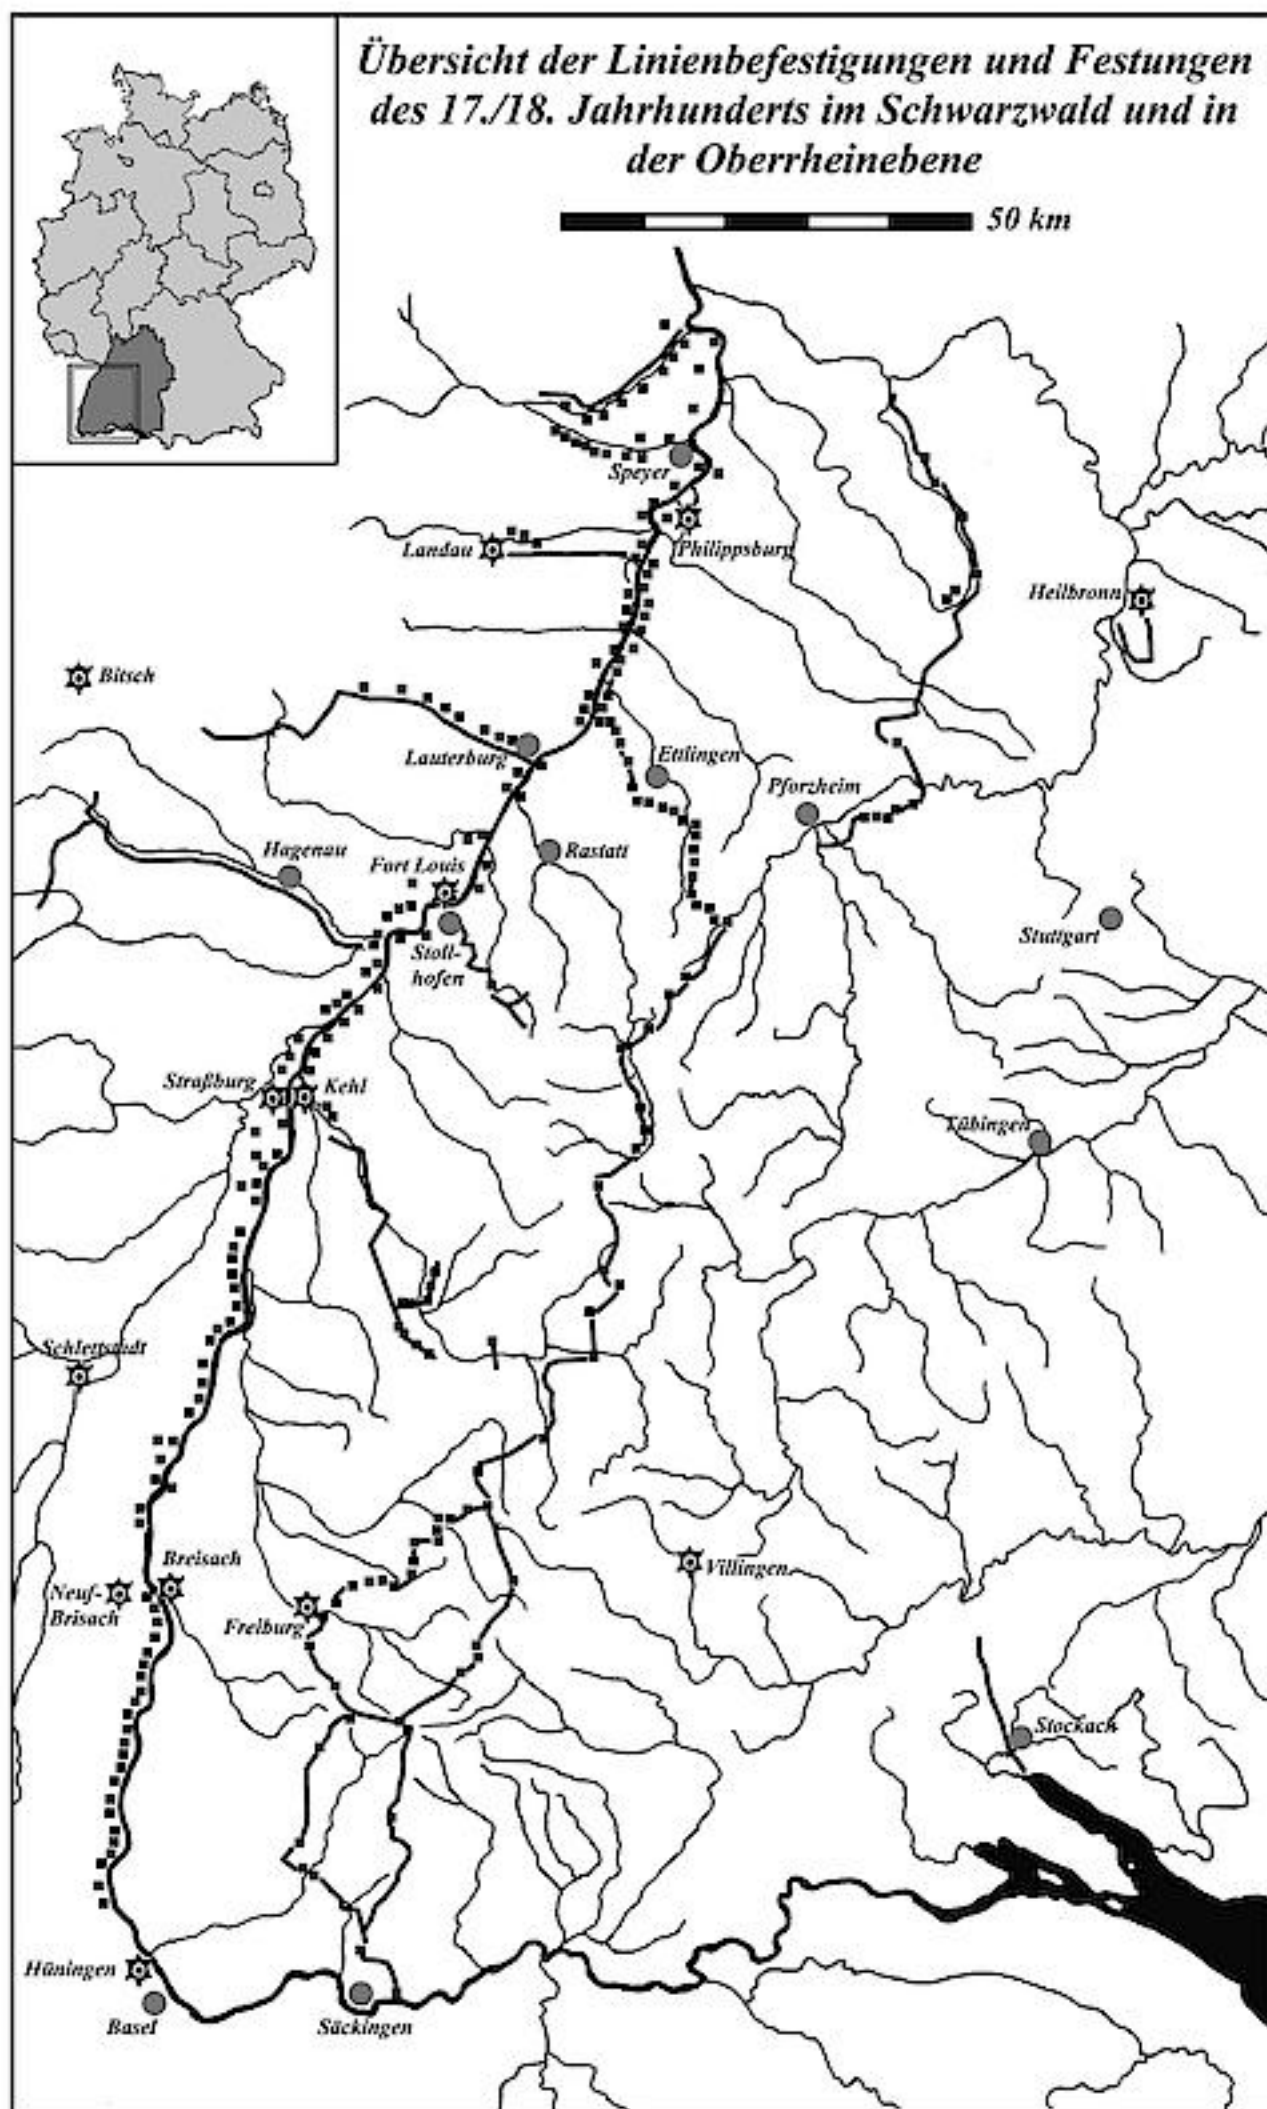 Übersicht der Linienbefestigungen und Festungen
des 17./18. Jahrhunderts im Schwarzwald und in
der Oberrheinebene
50 km
Speyer
Landau
Philippsburg
Heilbronn
Bitsch
Lauterburg
Ettlingen
Pforzheim
Hagenau
Fort Louis
Rastatt
Stoll-
hofen
Stuttgart
Straßburg
Kehl
Tübingen
Schlettstadt
Breisach
Neuf-
Brisach
Villingen
Freiburg
Stockach
Hüningen
Basel
Säckingen